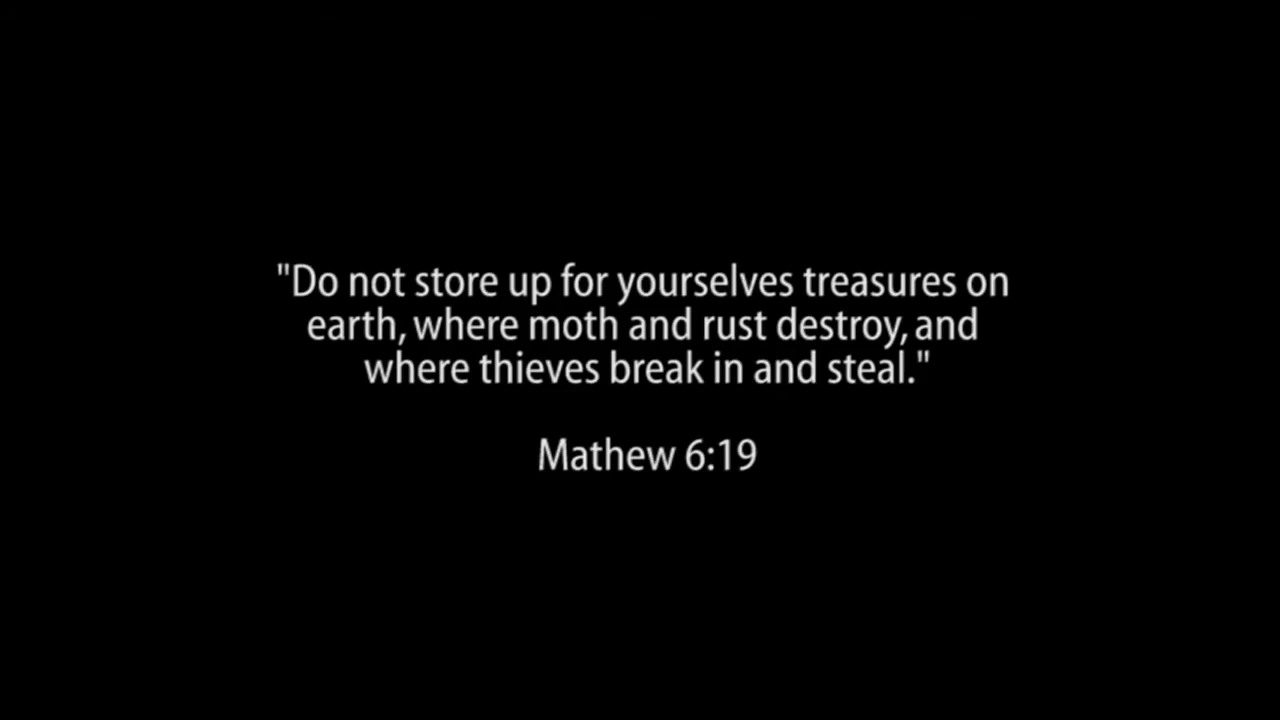 "Do not store up for yourselves treasures on
earth, where moth and rust destroy, and
where thieves break in and steal."
Mathew 6:19